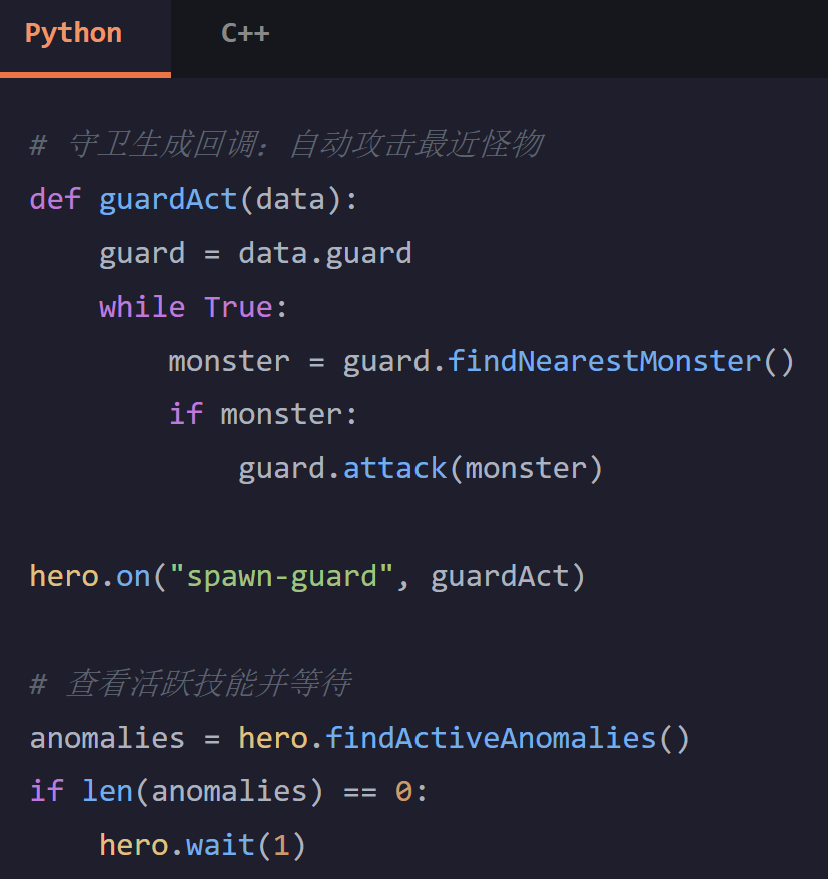 Python C++
# 守卫生成回调：自动攻击最近怪物
def guardAct(data):
    guard = data.guard
    while True:
        monster = guard.findNearestMonster()
        if monster:
            guard.attack(monster)
hero.on("spawn-guard", guardAct)
# 查看活跃技能并等待
anomalies = hero.findActiveAnomalies()
if len(anomalies) == 0:
    hero.wait(1)